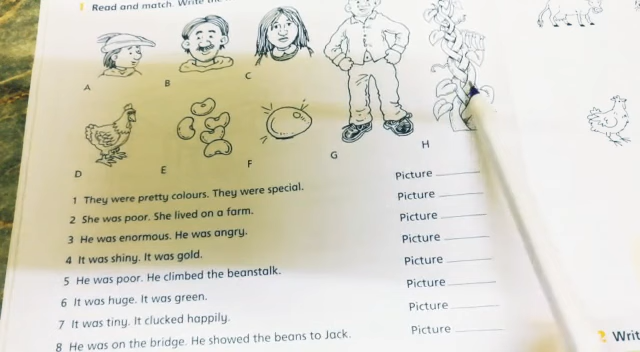 1 Read and match. Write
A
B
C
D
E
F
G
H
1 They were pretty colours. They were special. Picture
2 She was poor. She lived on a farm. Picture
3 He was enormous. He was angry. Picture
4 It was shiny. It was gold. Picture
5 He was poor. He climbed the beanstalk. Picture
6 It was huge. It was green. Picture
7 It was tiny. It clucked happily. Picture
8 He was on the bridge. He showed the beans to Jack. Picture
2 Writ